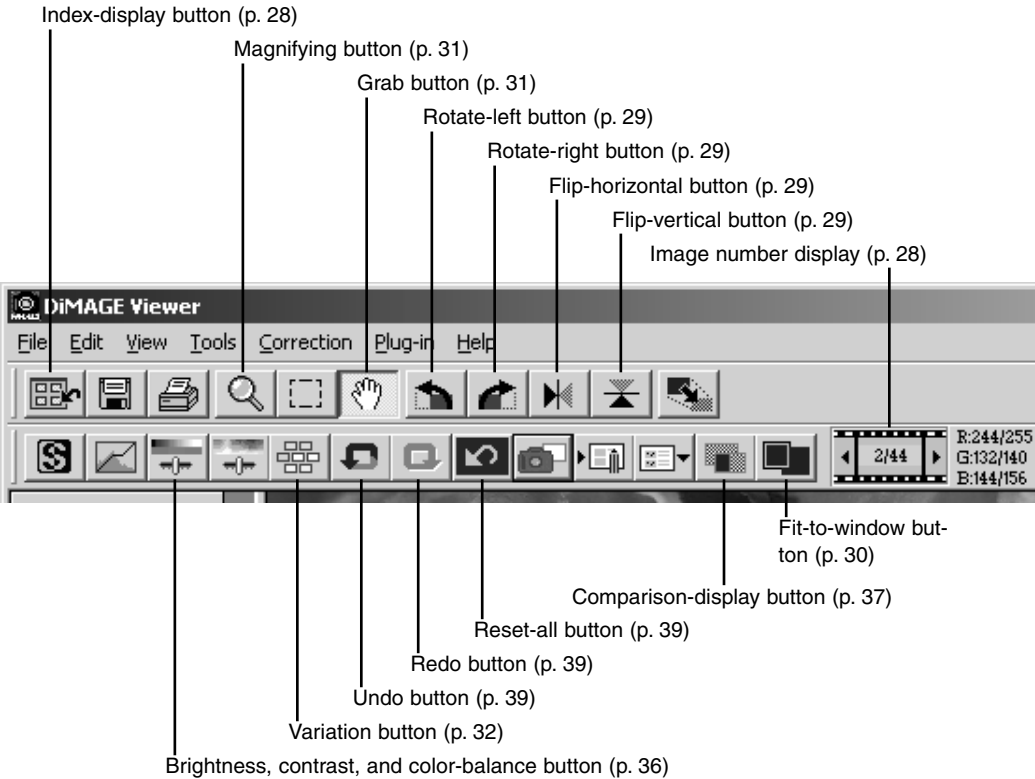 Index-display button (p. 28)
Magnifying button (p. 31)
Grab button (p. 31)
Rotate-left button (p. 29)
Rotate-right button (p. 29)
Flip-horizontal button (p. 29)
Flip-vertical button (p. 29)
Image number display (p. 28)
DiMAGE Viewer
File Edit View Tools Correction Plug-in Help
R:244/255
2/44 G:132/140
B:144/156
Fit-to-window but-
ton (p. 30)
Comparison-display button (p. 37)
Reset-all button (p. 39)
Redo button (p. 39)
Undo button (p. 39)
Variation button (p. 32)
Brightness, contrast, and color-balance button (p. 36)